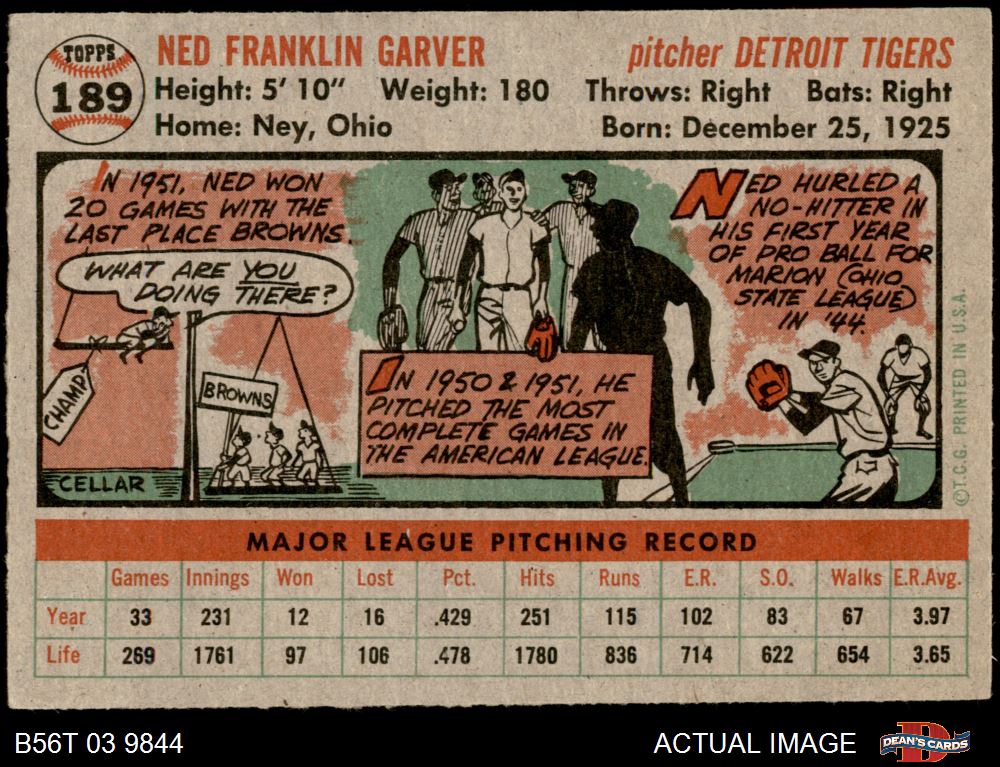 TOPPS
189
NED FRANKLIN GARVER
pitcher DETROIT TIGERS
Height: 5' 10" Weight: 180 Throws: Right Bats: Right
Home: Ney, Ohio Born: December 25, 1925
IN 1951, NED WON
20 GAMES WITH THE
LAST PLACE BROWNS
WHAT ARE YOU
DOING THERE?
CHAMP
BROWNS
CELLAR
IN 1950 & 1951, HE
PITCHED THE MOST
COMPLETE GAMES IN
THE AMERICAN LEAGUE.
NED HURLED A
NO-HITTER IN
HIS FIRST YEAR
OF PRO BALL FOR
MARION (OHIO
STATE LEAGUE)
IN '44.
©T.C.G. PRINTED IN U.S.A.
MAJOR LEAGUE PITCHING RECORD
Games Innings Won Lost Pct. Hits Runs E.R. S.O. Walks E.R.Avg.
Year 33 231 12 16 .429 251 115 102 83 67 3.97
Life 269 1761 97 106 .478 1780 836 714 622 654 3.65
B56T 03 9844
ACTUAL IMAGE
DEAN'S CARDS